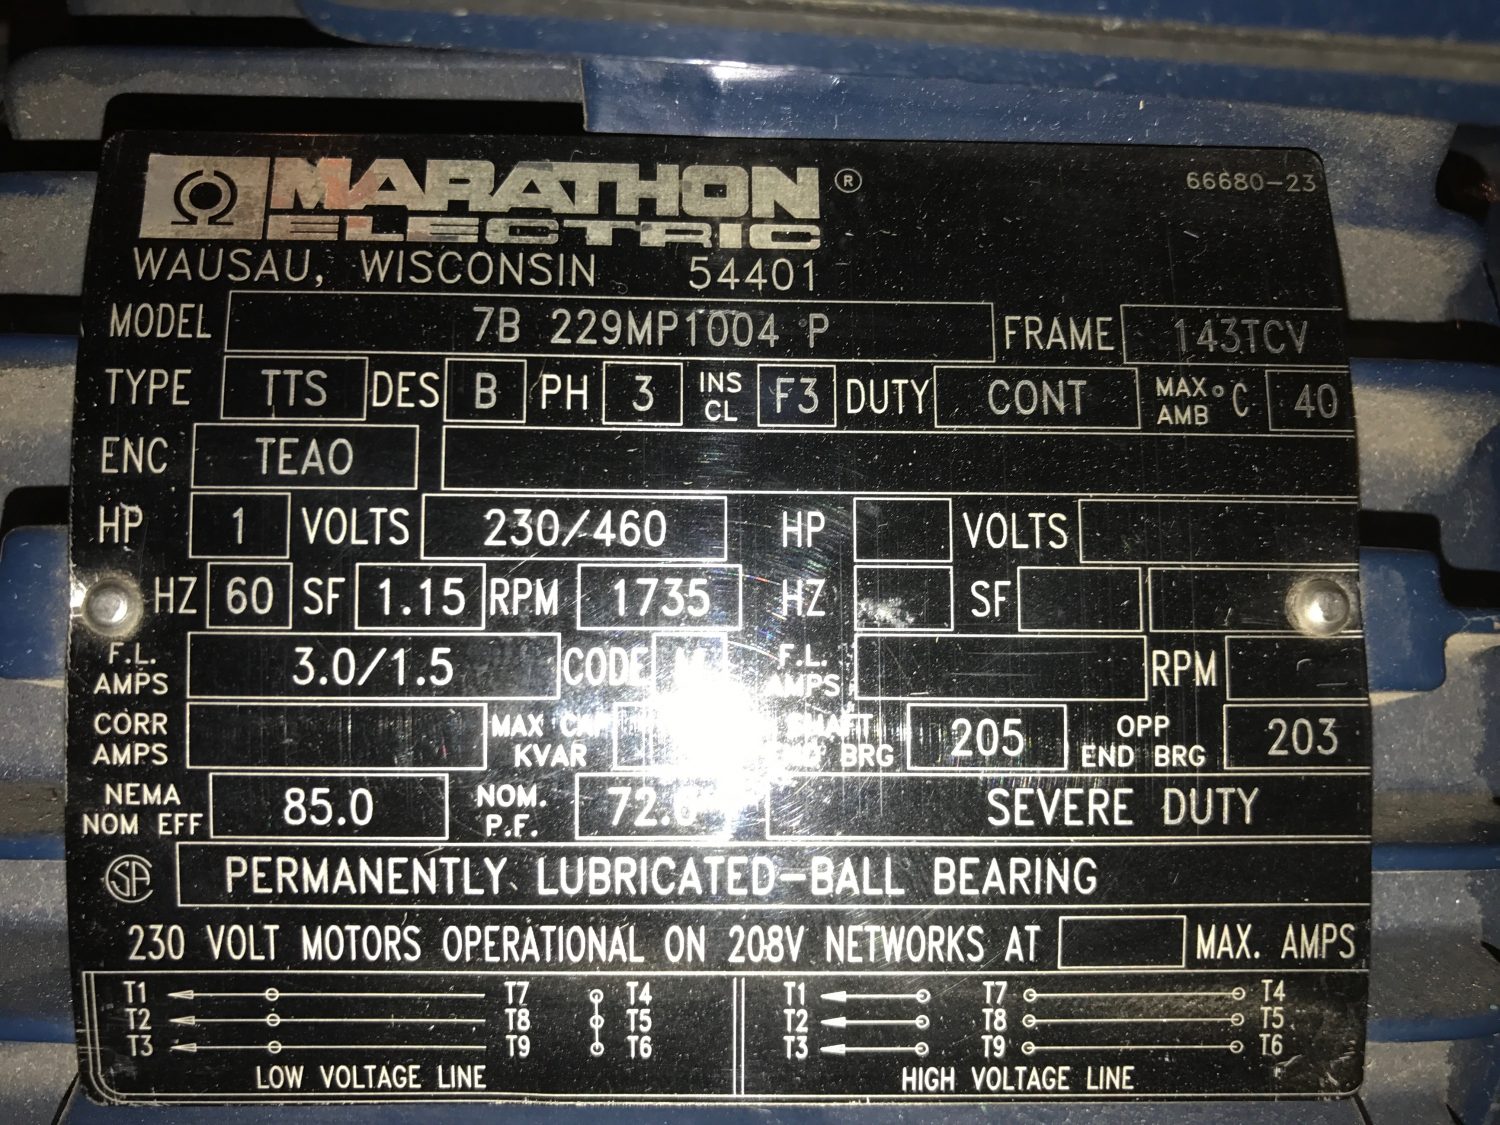 MARATHON ®
ELECTRIC
66680-23
WAUSAU, WISCONSIN 54401
MODEL 7B 229MP1004 P FRAME 143TCV
TYPE TTS DES B PH 3 INS CL F3 DUTY CONT MAX AMB °C 40
ENC TEAO
HP 1 VOLTS 230/460 HP VOLTS
HZ 60 SF 1.15 RPM 1735 HZ SF
F.L. AMPS 3.0/1.5 CODE F.L. AMPS RPM
CORR AMPS MAX CAP KVAR SHAFT END BRG 205 OPP END BRG 203
NEMA NOM EFF 85.0 NOM. P.F. SEVERE DUTY
SA PERMANENTLY LUBRICATED-BALL BEARING
230 VOLT MOTORS OPERATIONAL ON 208V NETWORKS AT MAX. AMPS
T1 T7 T4 T1 T7 T4
T2 T8 T5 T2 T8 T5
T3 T9 T6 T3 T9 T6
LOW VOLTAGE LINE HIGH VOLTAGE LINE